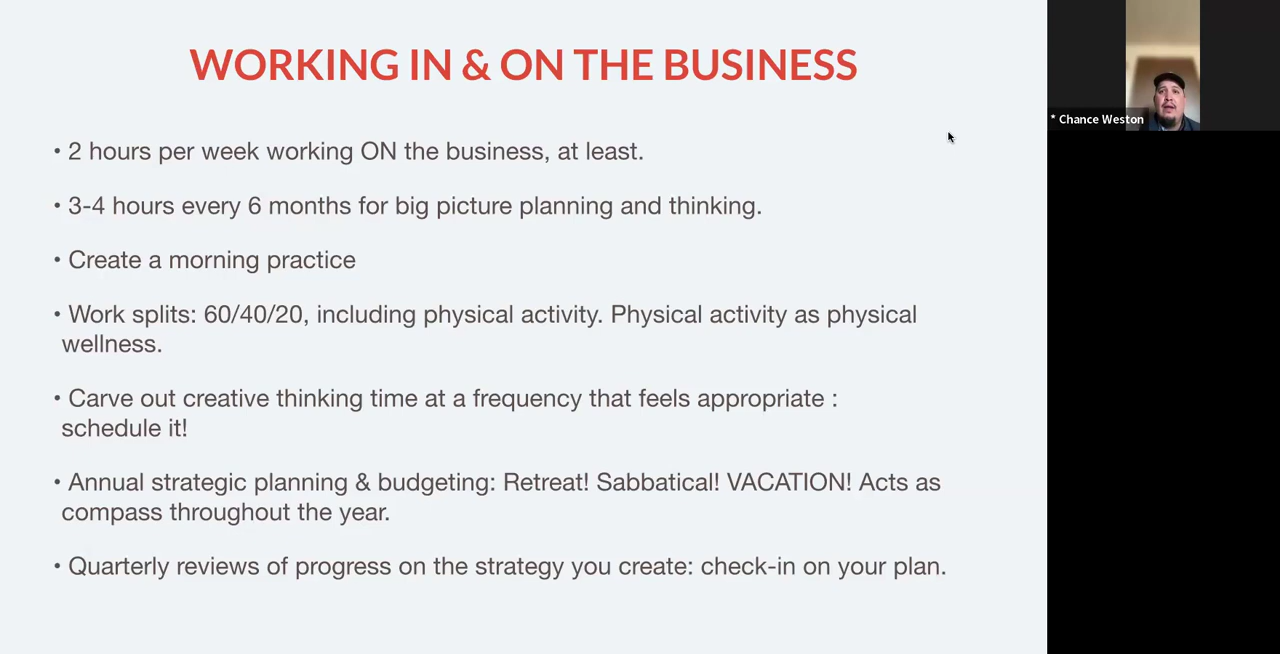 WORKING IN & ON THE BUSINESS
• 2 hours per week working ON the business, at least.
• 3-4 hours every 6 months for big picture planning and thinking.
• Create a morning practice
• Work splits: 60/40/20, including physical activity. Physical activity as physical
wellness.
• Carve out creative thinking time at a frequency that feels appropriate :
schedule it!
• Annual strategic planning & budgeting: Retreat! Sabbatical! VACATION! Acts as
compass throughout the year.
• Quarterly reviews of progress on the strategy you create: check-in on your plan.
* Chance Weston